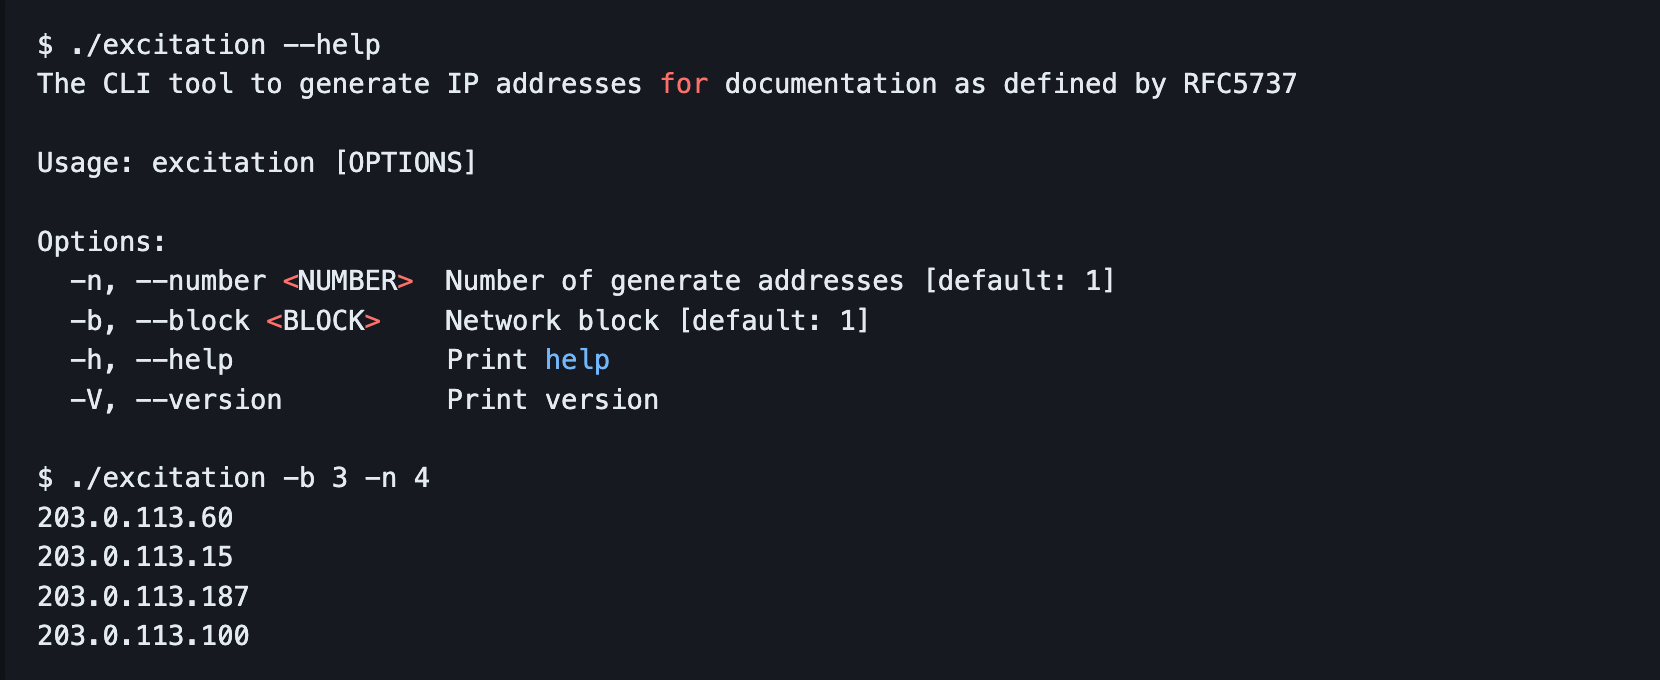 $ ./excitation --help
The CLI tool to generate IP addresses for documentation as defined by RFC5737
Usage: excitation [OPTIONS]
Options:
-n, --number <NUMBER>  Number of generate addresses [default: 1]
-b, --block <BLOCK>    Network block [default: 1]
-h, --help             Print help
-V, --version          Print version
$ ./excitation -b 3 -n 4
203.0.113.60
203.0.113.15
203.0.113.187
203.0.113.100